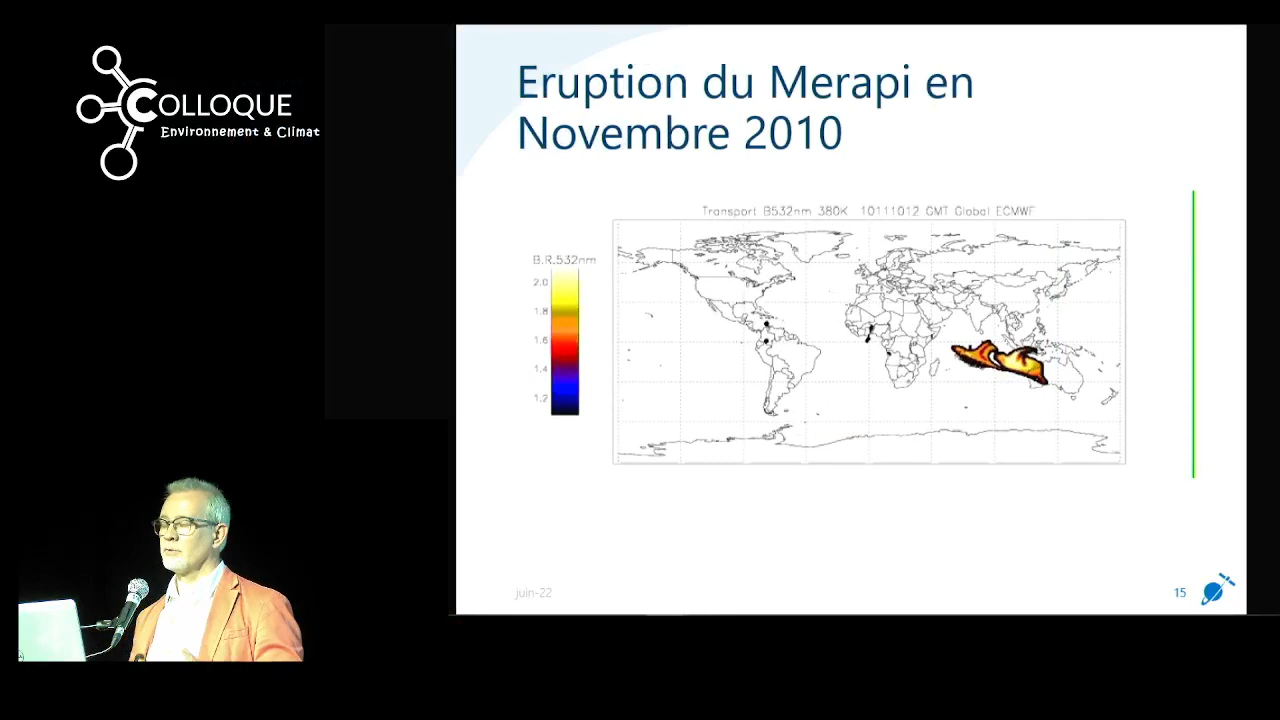 COLLOQUE
Environnement & Climat
Eruption du Merapi en
Novembre 2010
Transport B532nm 380K 10111012 GMT Global ECMWF
B.R.532nm
2.0
1.8
1.6
1.4
1.2
juin-22
15